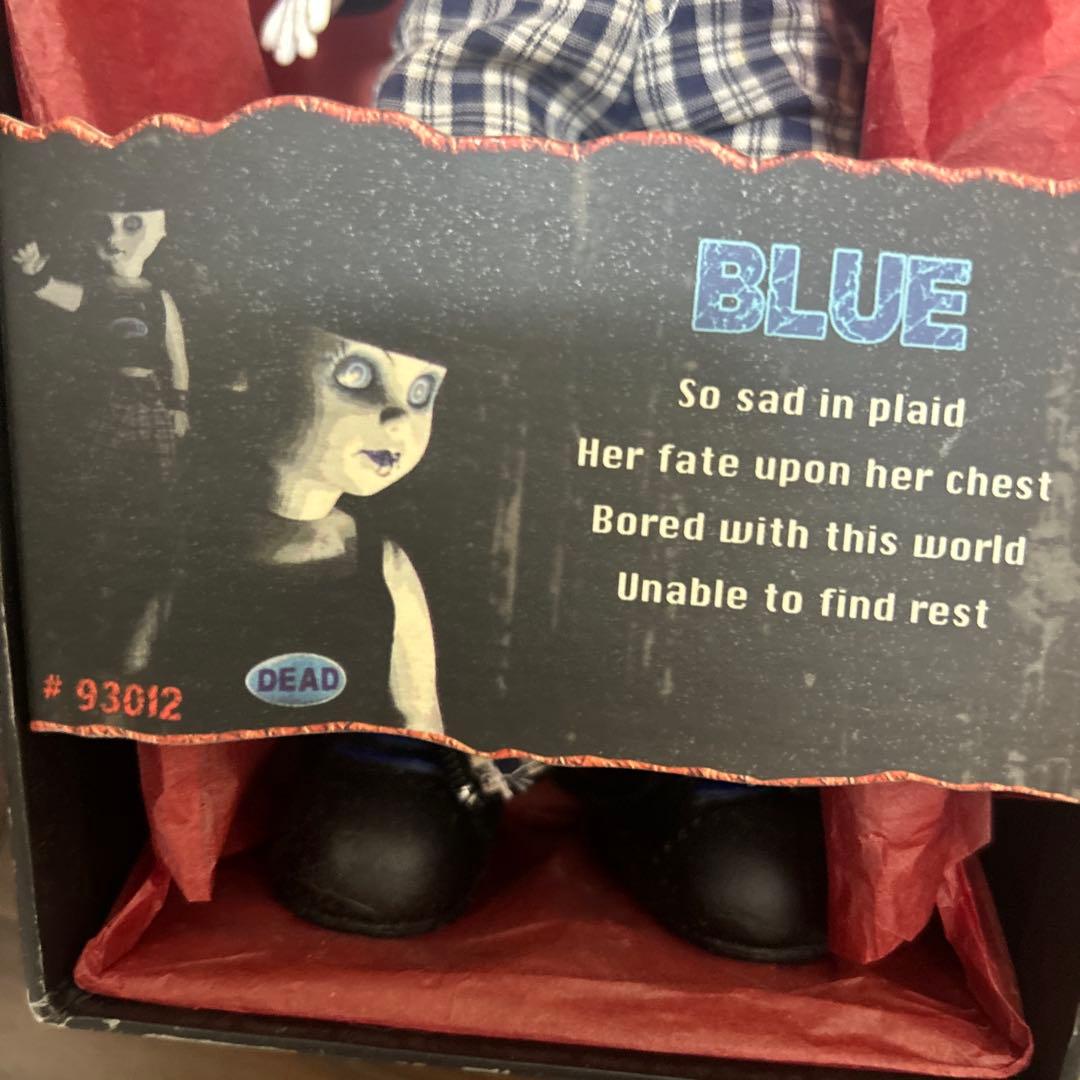 BLUE
So sad in plaid
Her fate upon her chest
Bored with this world
Unable to find rest
# 93012
DEAD